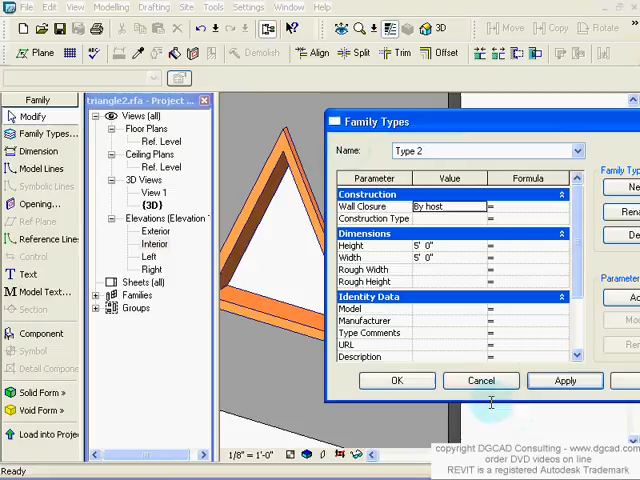 File Edit View Modelling Drafting Site Tools Settings Window Help
3D
Plane Demolish Align Split Trim Offset
Copy Rotate
Family
Modify
Family Types...
Dimension
Model Lines
Symbolic Lines
Opening...
Ref Plane
Reference Line
Control
Text
Model Text...
Section
Component
Symbol
Detail Component
Solid Form »
Void Form »
Load into Proje
triangle2.rfa - Project ...
Views (all)
Floor Plans
Ref. Level
Ceiling Plans
Ref. Level
3D Views
View 1
{3D}
Elevations (Elevation
Exterior
Interior
Left
Right
Sheets (all)
Families
Groups
Family Types
Name: Type 2
Parameter Value Formula
Construction
Wall Closure By host =
Construction Type =
Dimensions
Height 5' 0" =
Width 5' 0" =
Rough Width =
Rough Height =
Identity Data
Model =
Manufacturer =
Type Comments =
URL =
Description =
Family Typ
Ne
Rena
De
Parameter
Ad
Mod
Rem
OK Cancel Apply
1/8" = 1'-0"
Ready
copyright DGCAD Consulting - www.dgcad.com
order DVD videos on line
REVIT is a registered Autodesk Trademark